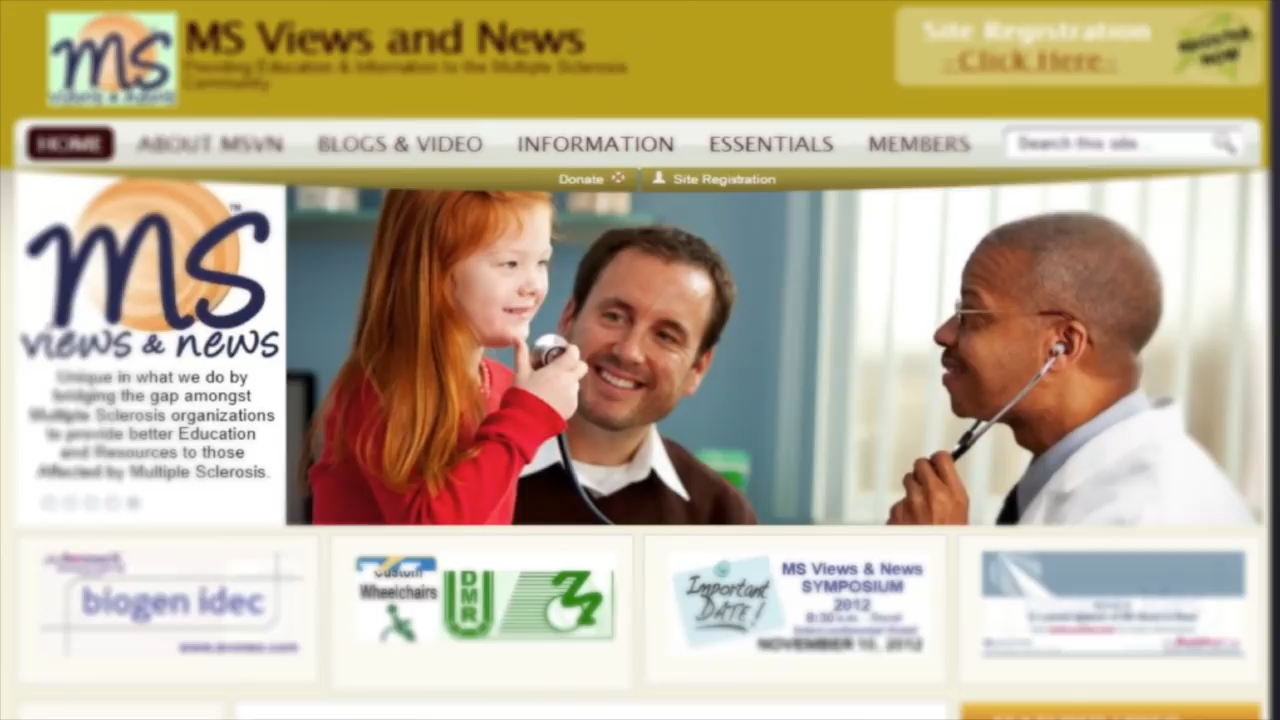 MS
MS Views and News
Providing Education & Information to the Multiple Sclerosis
Community
Site Registration
Click Here
REGISTER
NOW
HOME
ABOUT MSVN
BLOGS & VIDEO
INFORMATION
ESSENTIALS
MEMBERS
Search this site...
Donate
Site Registration
MS™
views & news
Unique in what we do by
bridging the gap amongst
Multiple Sclerosis organizations
to provide better Education
and Resources to those
Affected by Multiple Sclerosis.
biogen idec
Custom
Wheelchairs
DMR
Important
DATE!
MS Views & News
SYMPOSIUM
2012
NOVEMBER 10, 2012